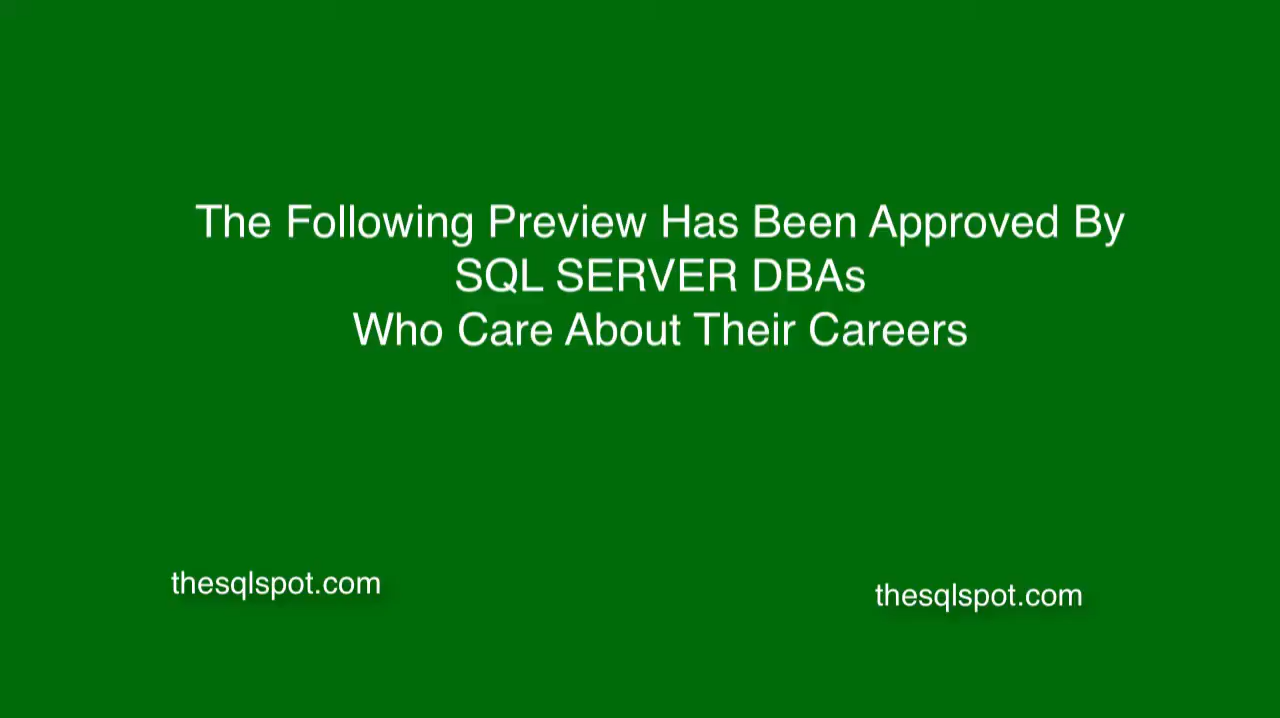 The Following Preview Has Been Approved By
SQL SERVER DBAs
Who Care About Their Careers
thesqlspot.com
thesqlspot.com